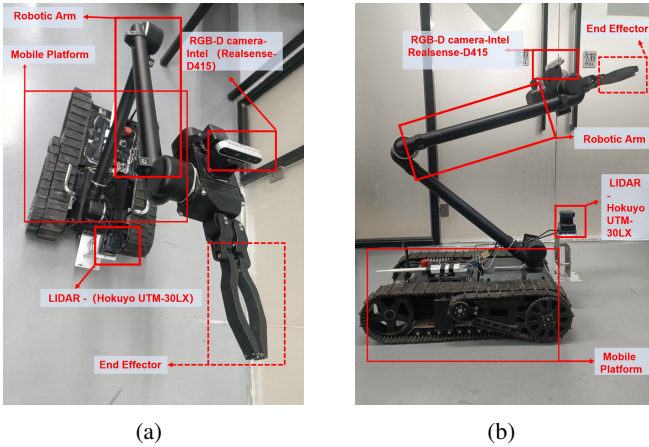 Robotic Arm
Mobile Platform
RGB-D camera-
Intel （Realsense-
D415）
LIDAR -（Hokuyo UTM-30LX）
End Effector
(a)
End Effector
RGB-D camera-Intel
Realsense-D415
Robotic Arm
LIDAR
-
Hokuyo
UTM-
30LX
Mobile
Platform
(b)